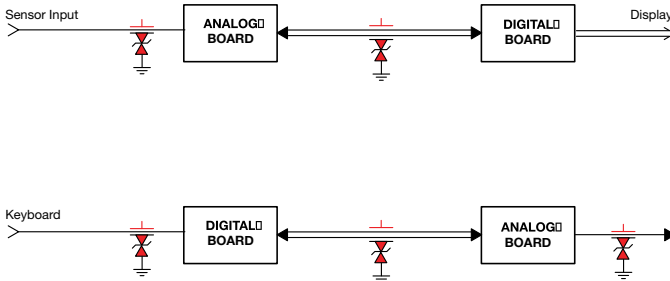 Sensor Input
ANALOG▯
BOARD
DIGITAL▯
BOARD
Display
Keyboard
DIGITAL▯
BOARD
ANALOG▯
BOARD